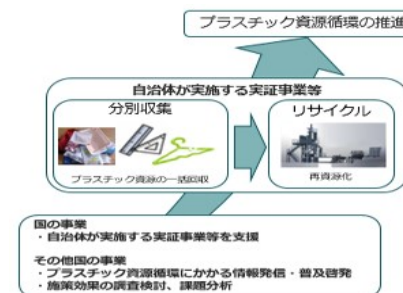 プラスチック資源循環の推進
自治体が実施する実証事業等
分別収集
プラスチック資源の一括回収
リサイクル
再資源化
国の事業
・自治体が実施する実証事業等を支援
その他国の事業
・プラスチック資源循環にかかる情報発信・普及啓発
・施策効果の調査検討、課題分析